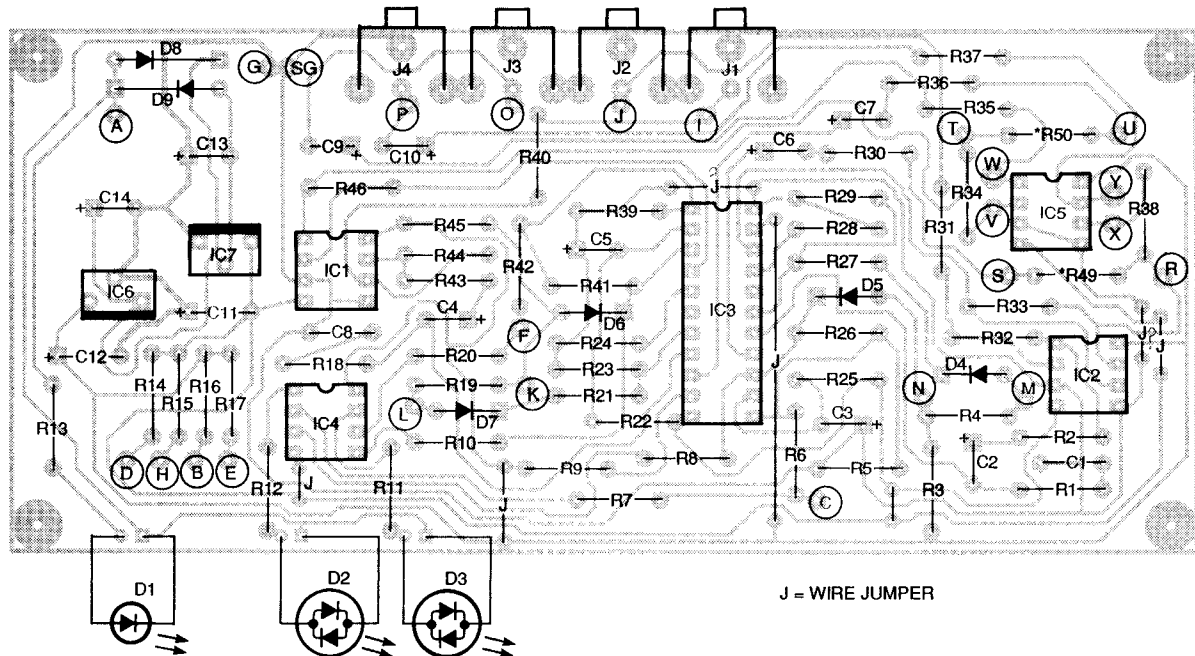 D8
G
SG
J4
J3
J2
J1
R37
D9
R36
A
P
O
J
I
C7
R35
T
*R50
U
C13
C9
+
C10
+
R40
+
C6
R30
W
R46
J
R34
Y
+
C14
R45
R39
R29
R31
V
IC5
R38
IC7
IC1
R44
R42
+
C5
R28
X
R43
R27
S
*R49
R
IC6
R41
D5
+
C11
C4
+
D6
IC3
R33
F
C8
R24
R26
R32
J
J
+
C12
R18
R20
R23
J
D4
IC2
R14
R16
R19
K
R21
R25
N
M
R15
R17
L
D7
R4
R13
IC4
R10
R22
C3
+
+
R2
D
H
B
E
R8
R6
C2
C1
R12
J
R11
J
R9
R5
R3
R1
R7
C
D1
D2
D3
J = WIRE JUMPER